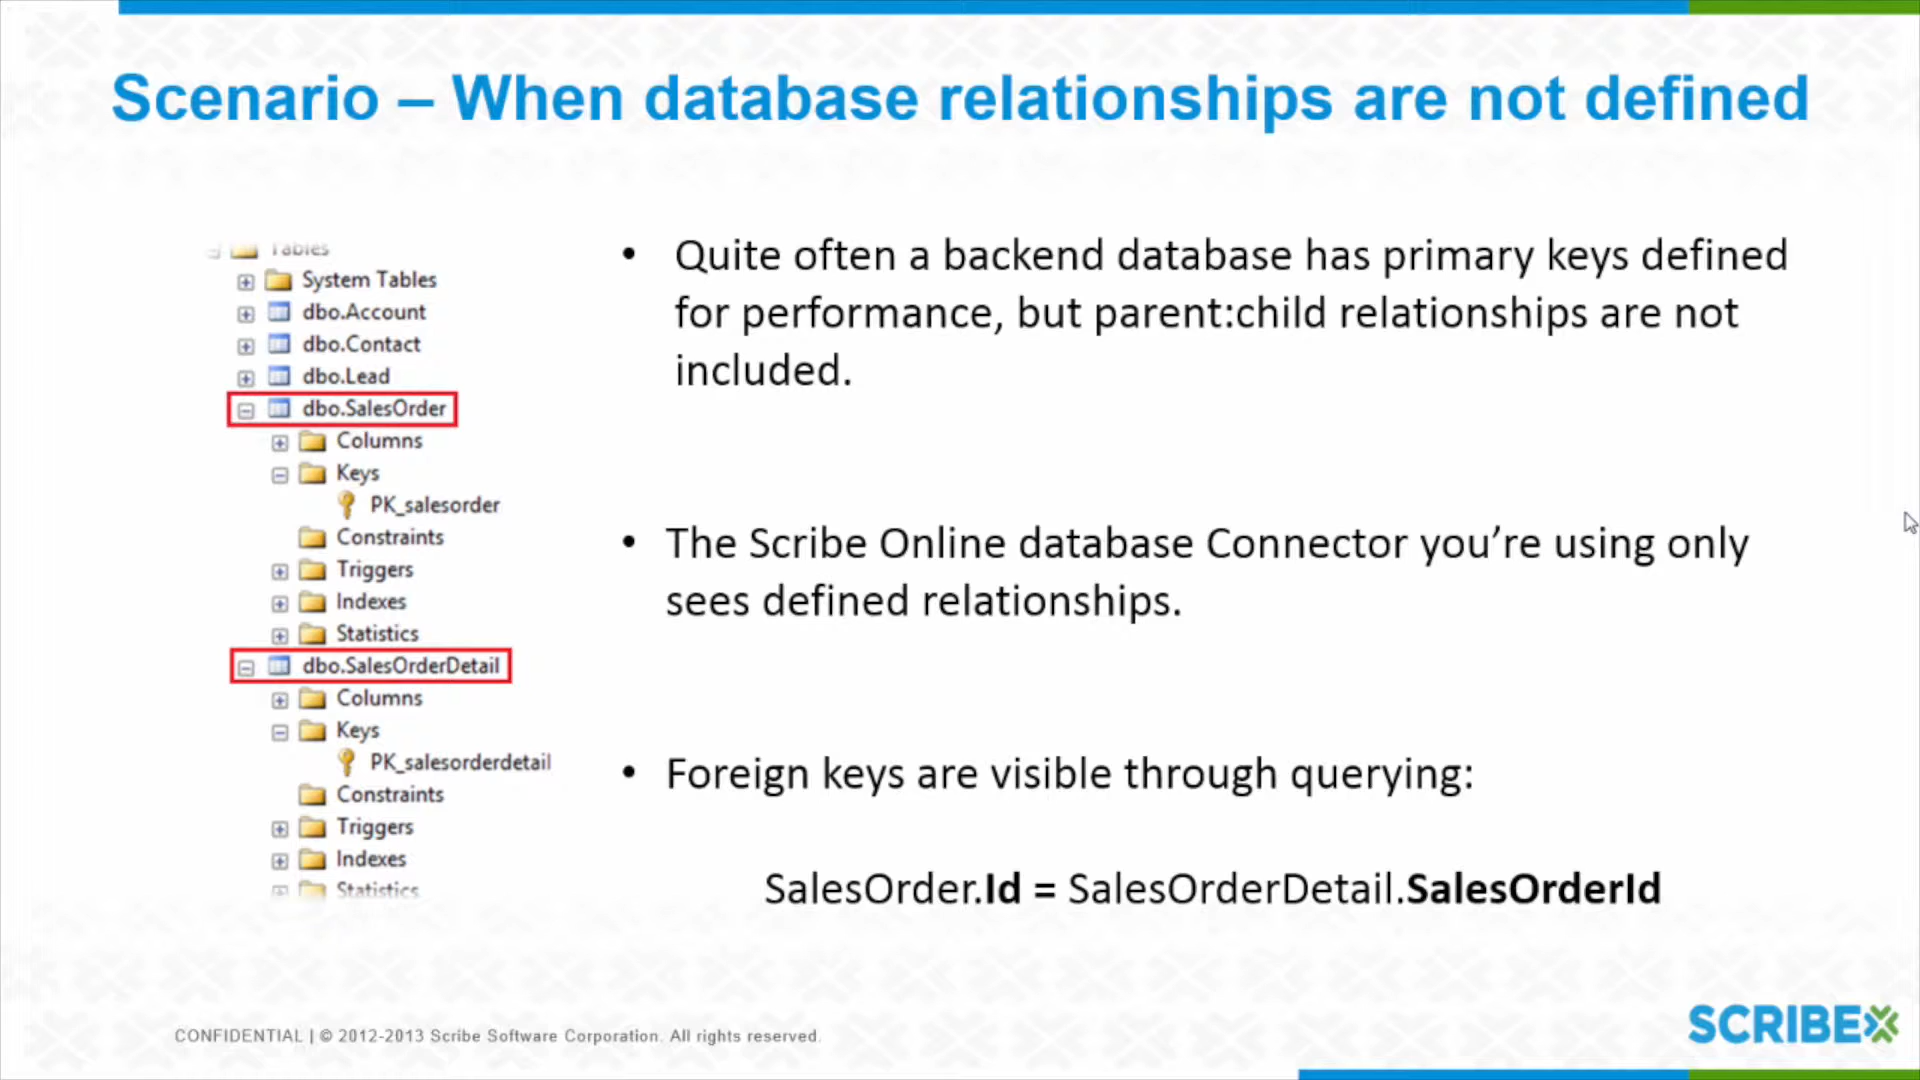 Scenario – When database relationships are not defined
Tables
System Tables
dbo.Account
dbo.Contact
dbo.Lead
dbo.SalesOrder
Columns
Keys
PK_salesorder
Constraints
Triggers
Indexes
Statistics
dbo.SalesOrderDetail
Columns
Keys
PK_salesorderdetail
Constraints
Triggers
Indexes
Statistics
• Quite often a backend database has primary keys defined
for performance, but parent:child relationships are not
included.
• The Scribe Online database Connector you’re using only
sees defined relationships.
• Foreign keys are visible through querying:
SalesOrder.Id = SalesOrderDetail.SalesOrderId
CONFIDENTIAL | © 2012-2013 Scribe Software Corporation. All rights reserved.
SCRIBE